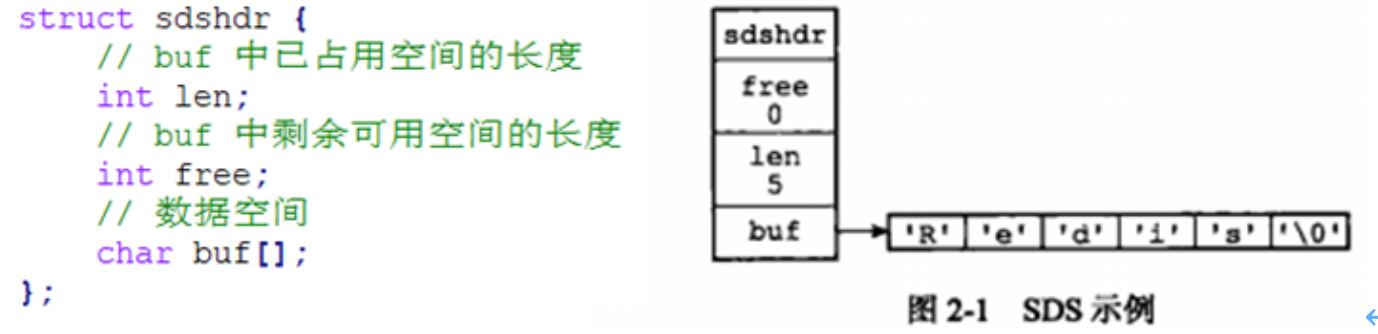 struct sdshdr {
    // buf 中已占用空间的长度
    int len;
    // buf 中剩余可用空间的长度
    int free;
    // 数据空间
    char buf[];
};
sdshdr
free
0
len
5
buf
'R' 'e' 'd' 'i' 's' '\0'
图 2-1 SDS 示例